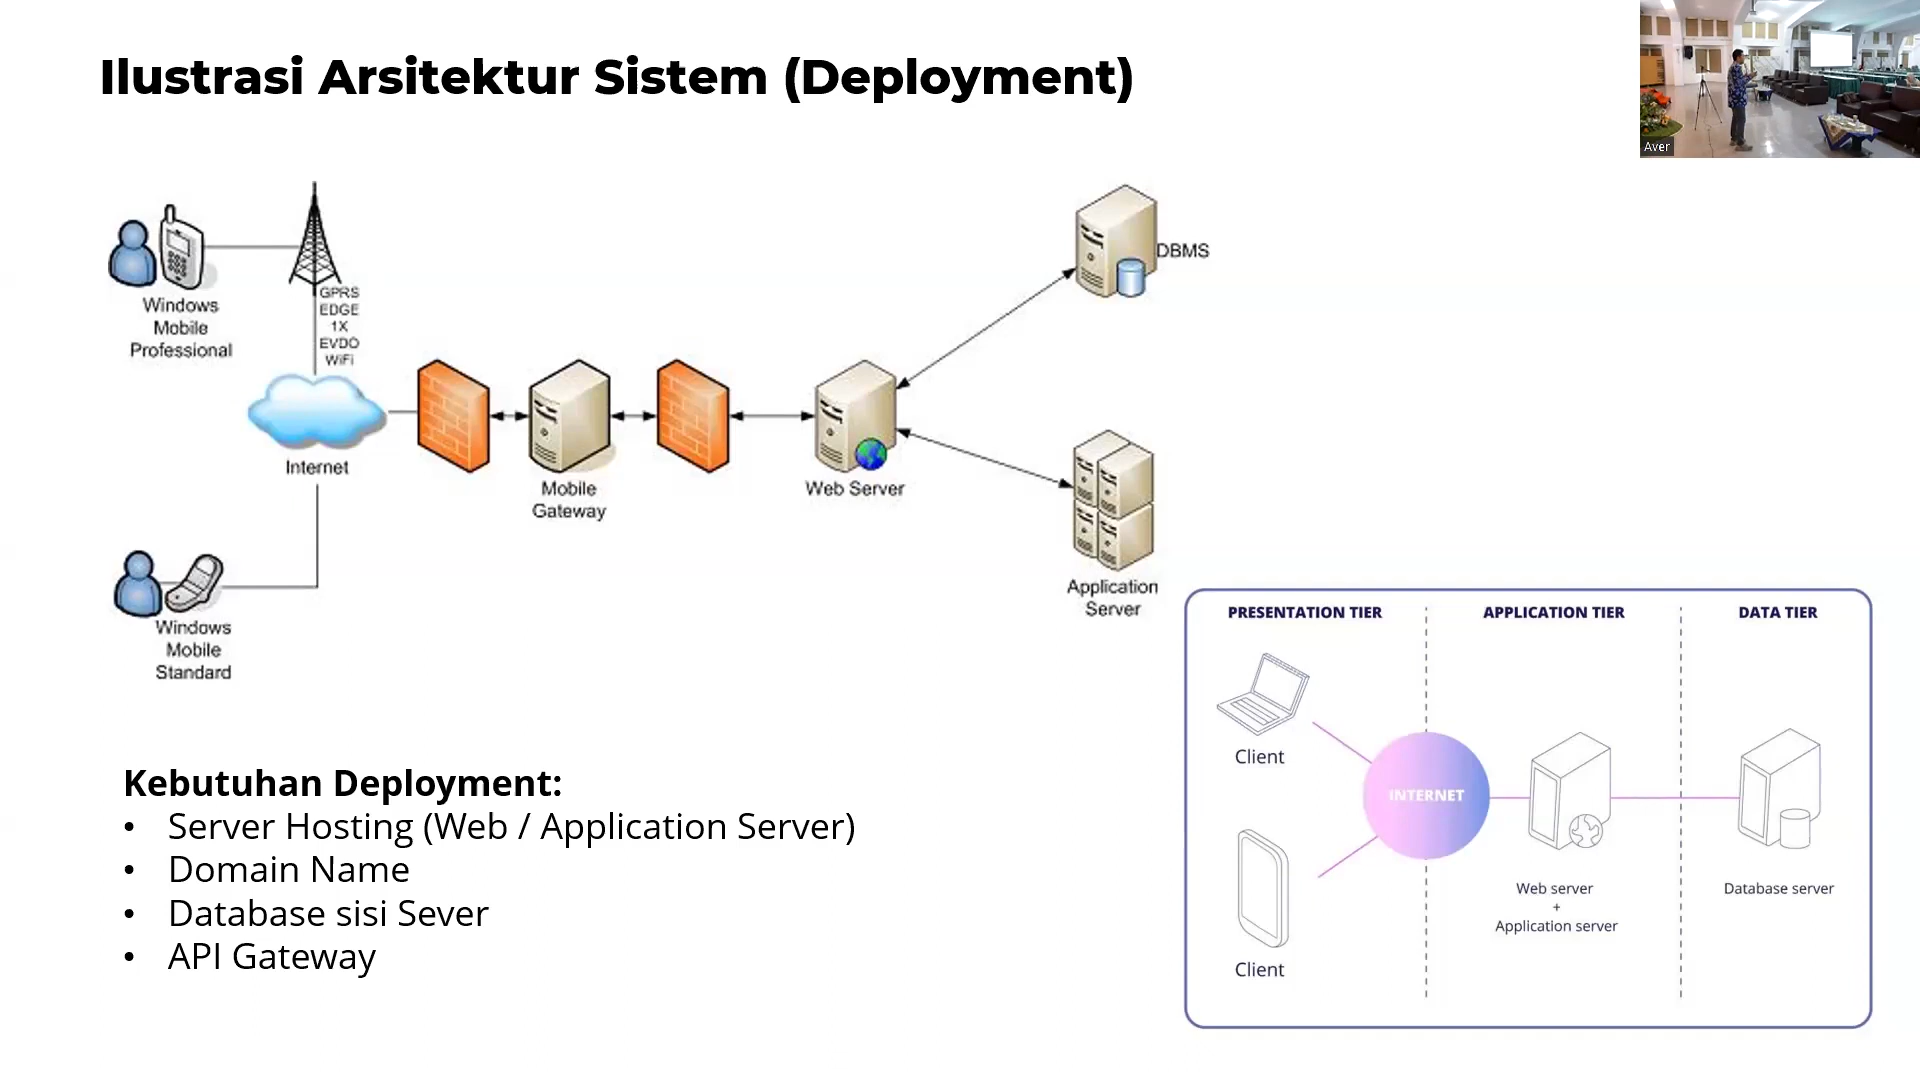 Ilustrasi Arsitektur Sistem (Deployment)
Aver
Windows
Mobile
Professional
GPRS
EDGE
1X
EVDO
WiFi
Internet
Windows
Mobile
Standard
Mobile
Gateway
Web Server
DBMS
Application
Server
Kebutuhan Deployment:
• Server Hosting (Web / Application Server)
• Domain Name
• Database sisi Sever
• API Gateway
PRESENTATION TIER
APPLICATION TIER
DATA TIER
Client
Client
INTERNET
Web server
+
Application server
Database server